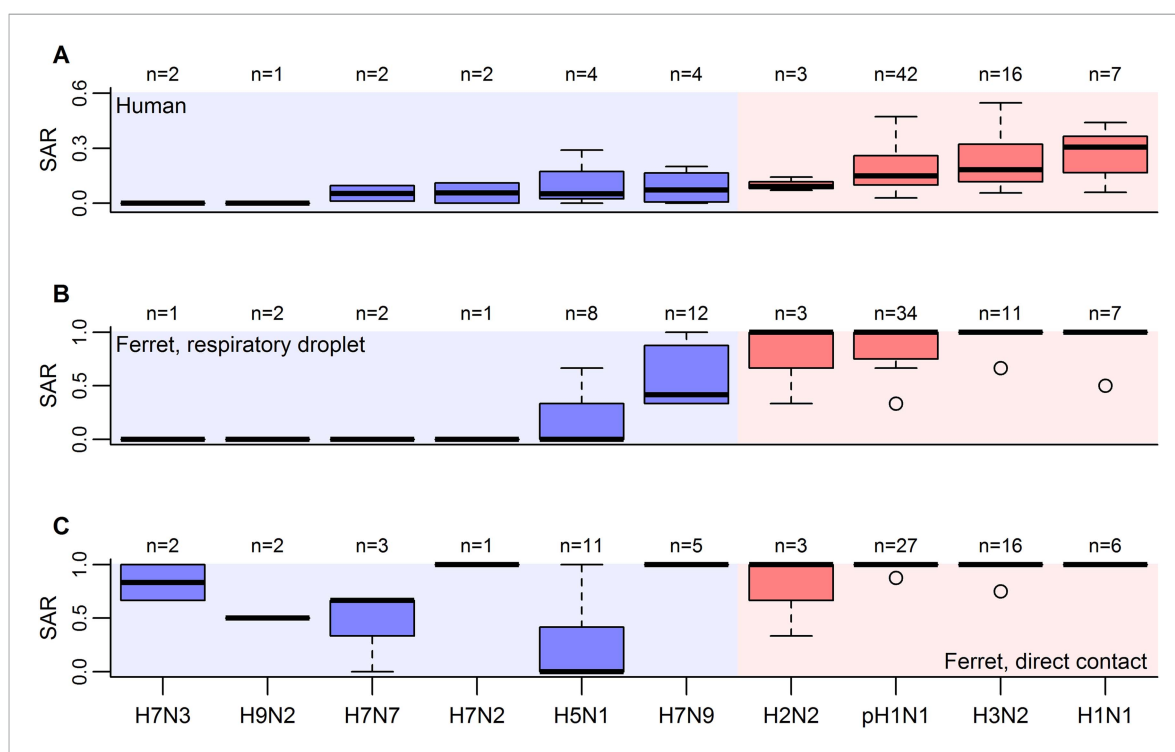 A
n=2 n=1 n=2 n=2 n=4 n=4 n=3 n=42 n=16 n=7
Human
SAR
0.6
0.3
0.0
B
n=1 n=2 n=2 n=1 n=8 n=12 n=3 n=34 n=11 n=7
Ferret, respiratory droplet
SAR
1.0
0.5
0.0
C
n=2 n=2 n=3 n=1 n=11 n=5 n=3 n=27 n=16 n=6
SAR
1.0
0.5
0.0
Ferret, direct contact
H7N3 H9N2 H7N7 H7N2 H5N1 H7N9 H2N2 pH1N1 H3N2 H1N1